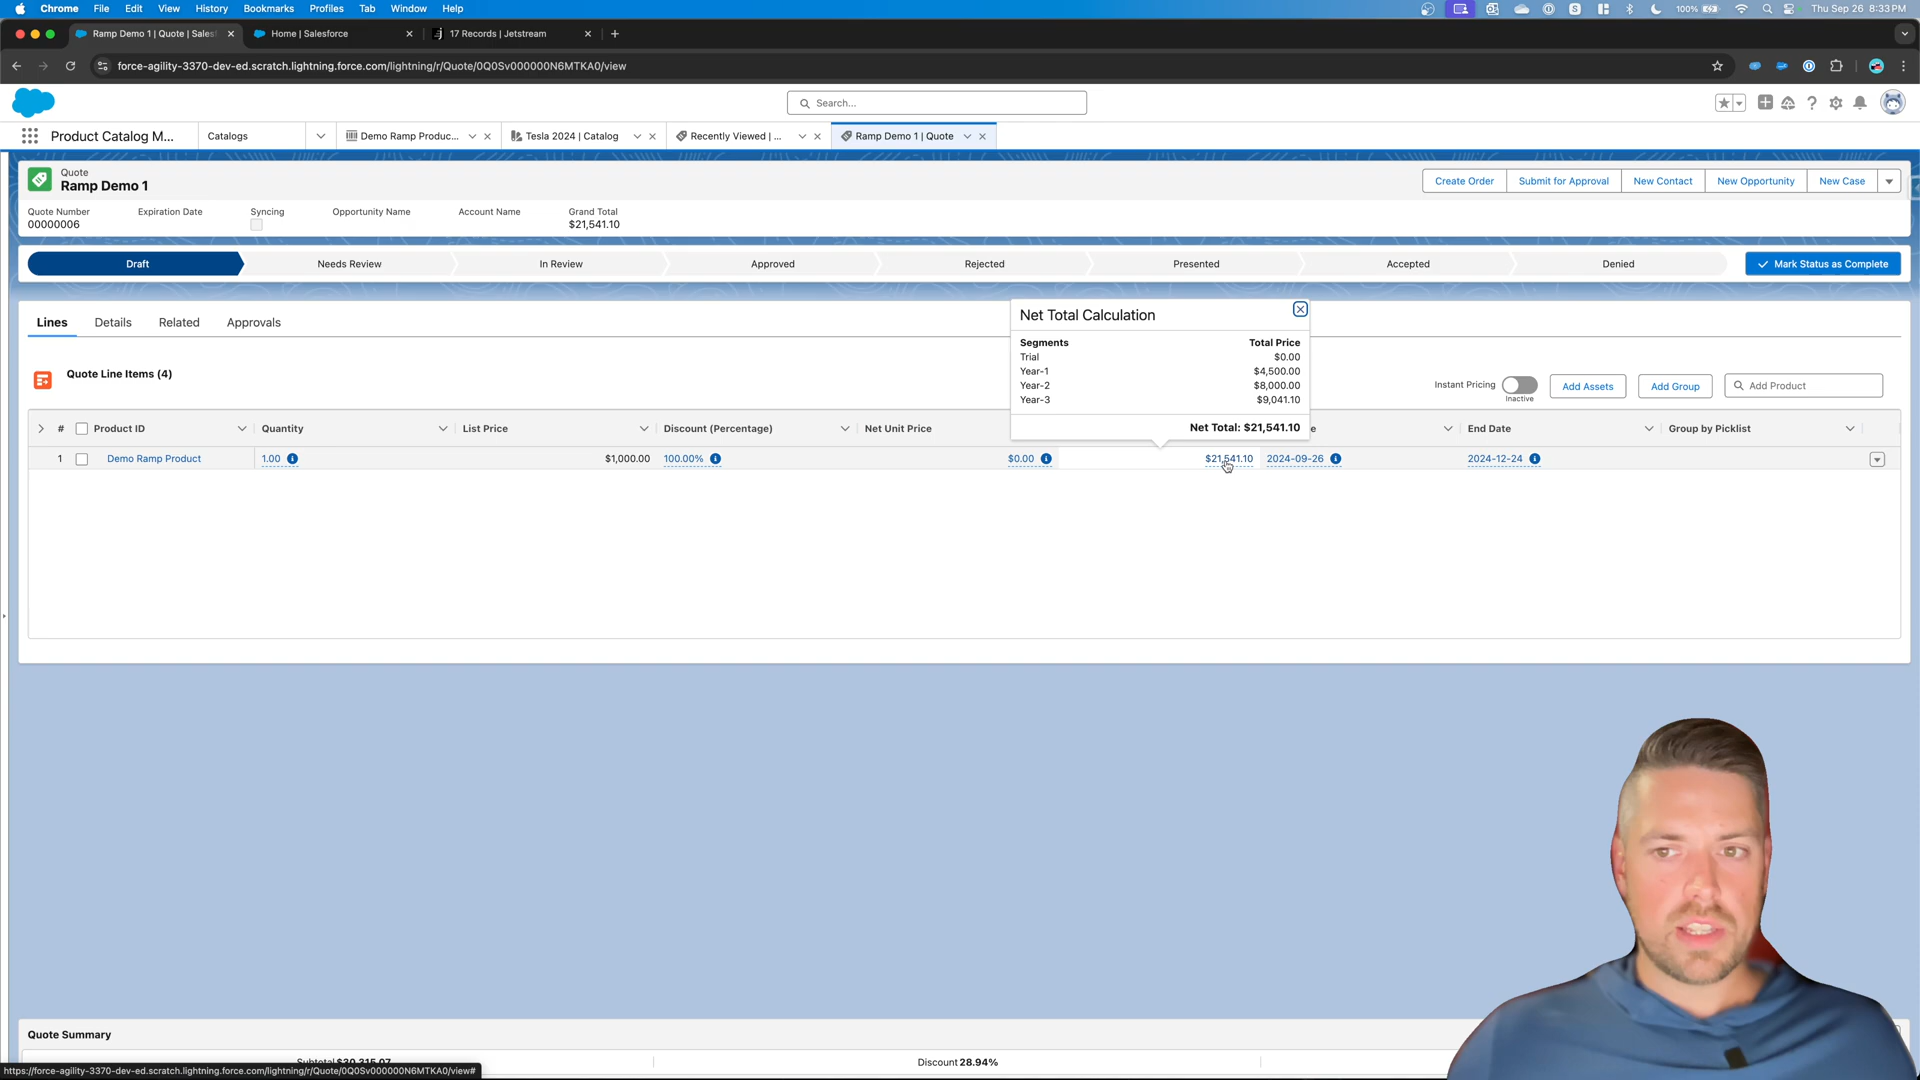 Chrome File Edit View History Bookmarks Profiles Tab Window Help 100% Thu Sep 26 8:33 PM
Ramp Demo 1 | Quote | Sales Home | Salesforce 17 Records | Jetstream
force-agility-3370-dev-ed.scratch.lightning.force.com/lightning/r/Quote/0Q0Sv000000N6MTKA0/view
Search...
Product Catalog M... Catalogs Demo Ramp Produc... Tesla 2024 | Catalog Recently Viewed | ... Ramp Demo 1 | Quote
Quote
Ramp Demo 1
Create Order Submit for Approval New Contact New Opportunity New Case
Quote Number Expiration Date Syncing Opportunity Name Account Name Grand Total
00000006 $21,541.10
Draft Needs Review In Review Approved Rejected Presented Accepted Denied Mark Status as Complete
Lines Details Related Approvals
Net Total Calculation
Segments Total Price
Trial $0.00
Year-1 $4,500.00
Year-2 $8,000.00
Year-3 $9,041.10
Net Total: $21,541.10
Quote Line Items (4)
Instant Pricing Inactive Add Assets Add Group Add Product
# Product ID Quantity List Price Discount (Percentage) Net Unit Price End Date Group by Picklist
1 Demo Ramp Product 1.00 $1,000.00 100.00% $0.00 $21,541.10 2024-09-26 2024-12-24
Quote Summary
Subtotal $30,315.07 Discount 28.94%
https://force-agility-3370-dev-ed.scratch.lightning.force.com/lightning/r/Quote/0Q0Sv000000N6MTKA0/view#